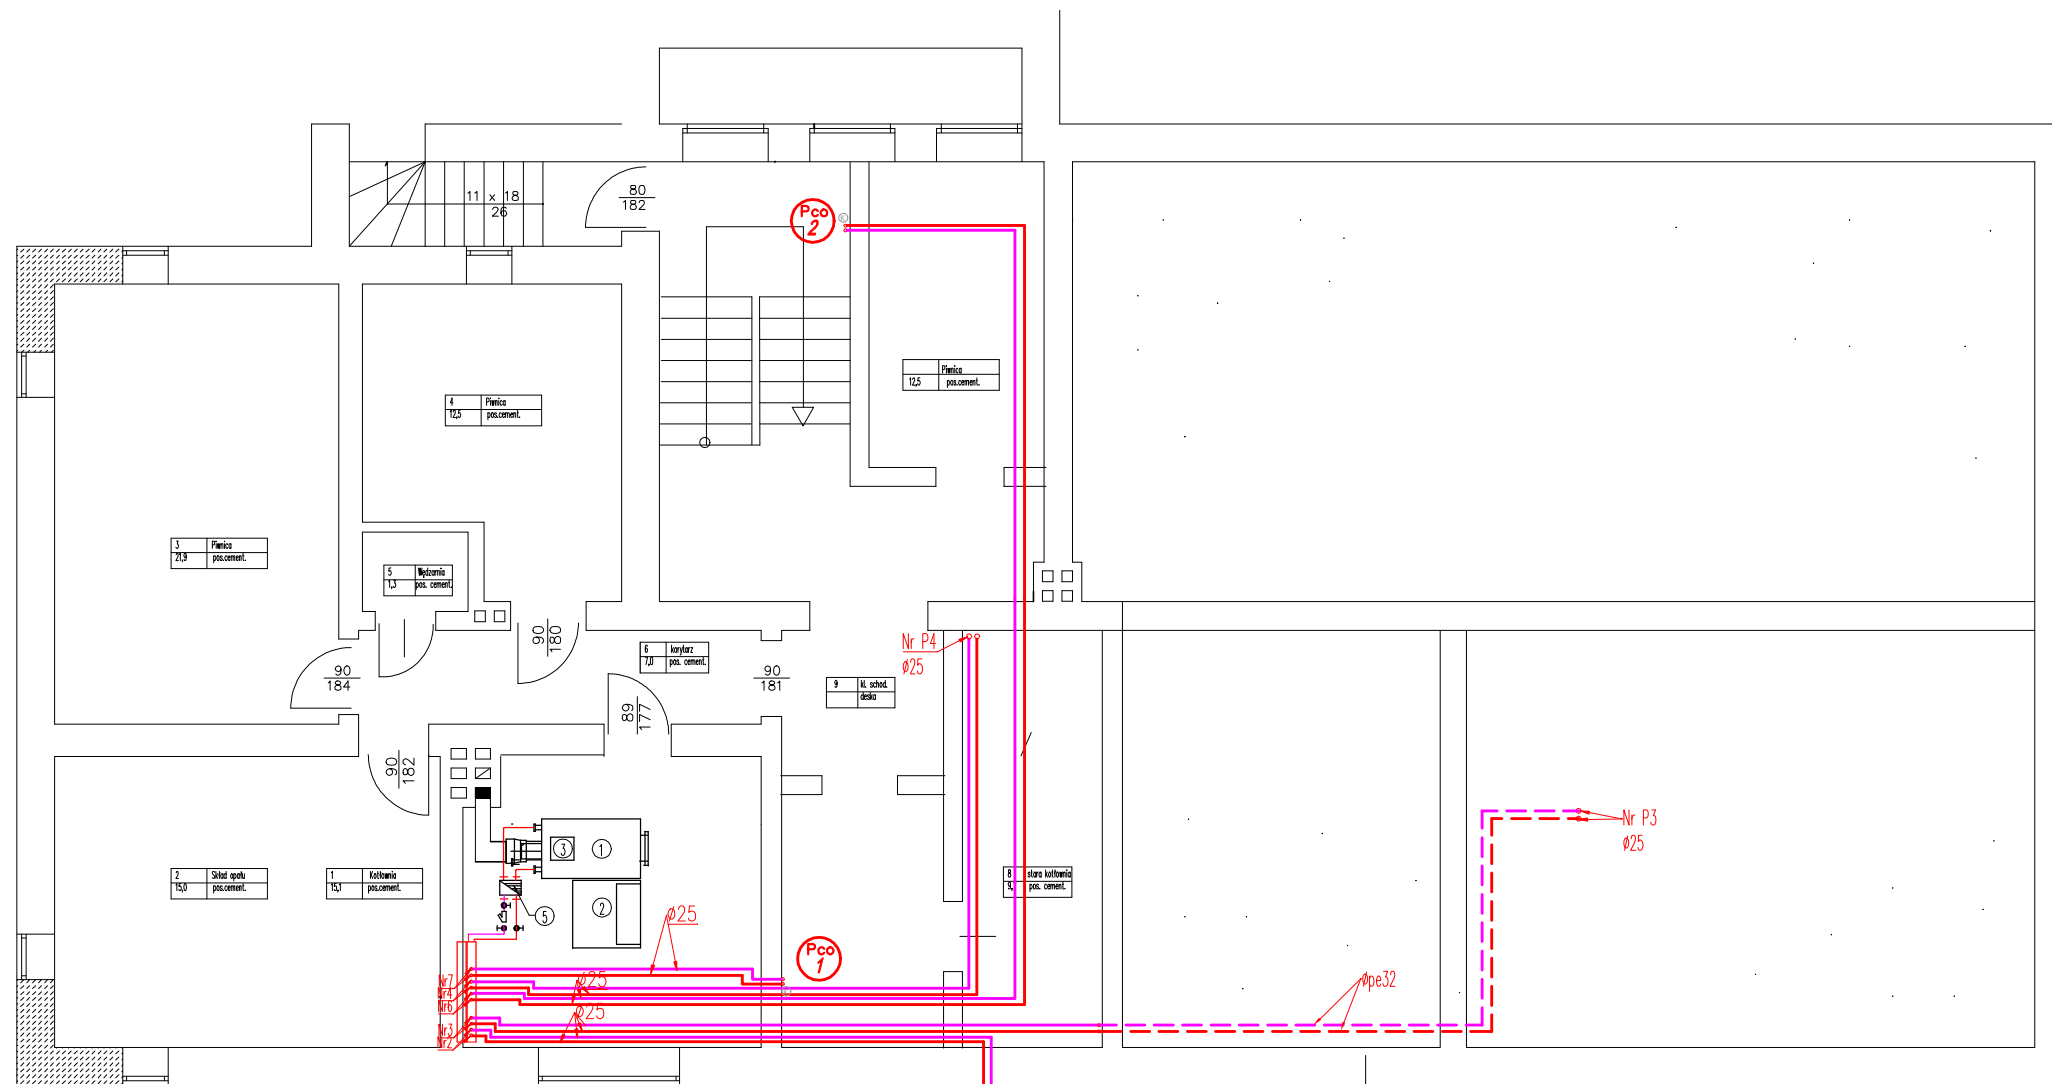 11 x 18
26
80
182
Pco
2
Piwnica
12,5 pos.cement.
4 Piwnica
12,5 pos.cement.
3 Piwnica
21,9 pos.cement.
5 Wędzarnia
1,3 pos. cement.
90
180
6 korytarz
7,0 pos. cement.
90
184
90
181
Nr P4
ø25
9 kl. schod.
deska
89
177
90
182
2 Skład opału
15,0 pos.cement.
1 Kotłownia
15,1 pos.cement.
3
1
2
5
8 stara kotłownia
9, pos. cement.
Nr P3
ø25
ø25
Pco
1
Nr7
Nr4
Nr6
ø25
ø25
Nr3
Nr2
øpe32